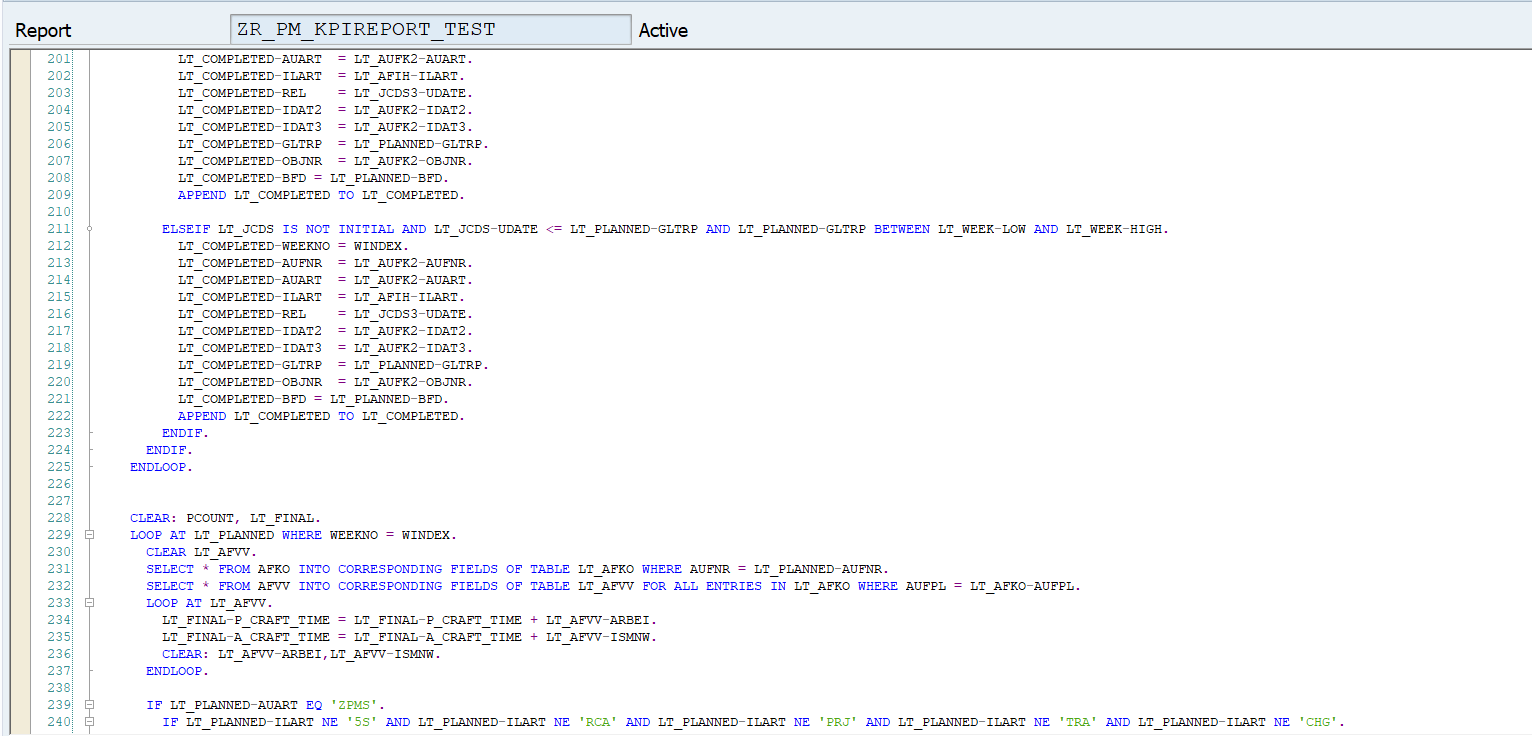 Report ZR_PM_KPIREPORT_TEST Active
201 LT_COMPLETED-AUART = LT_AUFK2-AUART.
202 LT_COMPLETED-ILART = LT_AFIH-ILART.
203 LT_COMPLETED-REL = LT_JCDS3-UDATE.
204 LT_COMPLETED-IDAT2 = LT_AUFK2-IDAT2.
205 LT_COMPLETED-IDAT3 = LT_AUFK2-IDAT3.
206 LT_COMPLETED-GLTRP = LT_PLANNED-GLTRP.
207 LT_COMPLETED-OBJNR = LT_AUFK2-OBJNR.
208 LT_COMPLETED-BFD = LT_PLANNED-BFD.
209 APPEND LT_COMPLETED TO LT_COMPLETED.
210
211 ELSEIF LT_JCDS IS NOT INITIAL AND LT_JCDS-UDATE <= LT_PLANNED-GLTRP AND LT_PLANNED-GLTRP BETWEEN LT_WEEK-LOW AND LT_WEEK-HIGH.
212 LT_COMPLETED-WEEKNO = WINDEX.
213 LT_COMPLETED-AUFNR = LT_AUFK2-AUFNR.
214 LT_COMPLETED-AUART = LT_AUFK2-AUART.
215 LT_COMPLETED-ILART = LT_AFIH-ILART.
216 LT_COMPLETED-REL = LT_JCDS3-UDATE.
217 LT_COMPLETED-IDAT2 = LT_AUFK2-IDAT2.
218 LT_COMPLETED-IDAT3 = LT_AUFK2-IDAT3.
219 LT_COMPLETED-GLTRP = LT_PLANNED-GLTRP.
220 LT_COMPLETED-OBJNR = LT_AUFK2-OBJNR.
221 LT_COMPLETED-BFD = LT_PLANNED-BFD.
222 APPEND LT_COMPLETED TO LT_COMPLETED.
223 ENDIF.
224 ENDIF.
225 ENDLOOP.
226
227
228 CLEAR: PCOUNT, LT_FINAL.
229 LOOP AT LT_PLANNED WHERE WEEKNO = WINDEX.
230 CLEAR LT_AFVV.
231 SELECT * FROM AFKO INTO CORRESPONDING FIELDS OF TABLE LT_AFKO WHERE AUFNR = LT_PLANNED-AUFNR.
232 SELECT * FROM AFVV INTO CORRESPONDING FIELDS OF TABLE LT_AFVV FOR ALL ENTRIES IN LT_AFKO WHERE AUFPL = LT_AFKO-AUFPL.
233 LOOP AT LT_AFVV.
234 LT_FINAL-P_CRAFT_TIME = LT_FINAL-P_CRAFT_TIME + LT_AFVV-ARBEI.
235 LT_FINAL-A_CRAFT_TIME = LT_FINAL-A_CRAFT_TIME + LT_AFVV-ISMNW.
236 CLEAR: LT_AFVV-ARBEI,LT_AFVV-ISMNW.
237 ENDLOOP.
238
239 IF LT_PLANNED-AUART EQ 'ZPMS'.
240 IF LT_PLANNED-ILART NE '5S' AND LT_PLANNED-ILART NE 'RCA' AND LT_PLANNED-ILART NE 'PRJ' AND LT_PLANNED-ILART NE 'TRA' AND LT_PLANNED-ILART NE 'CHG'.